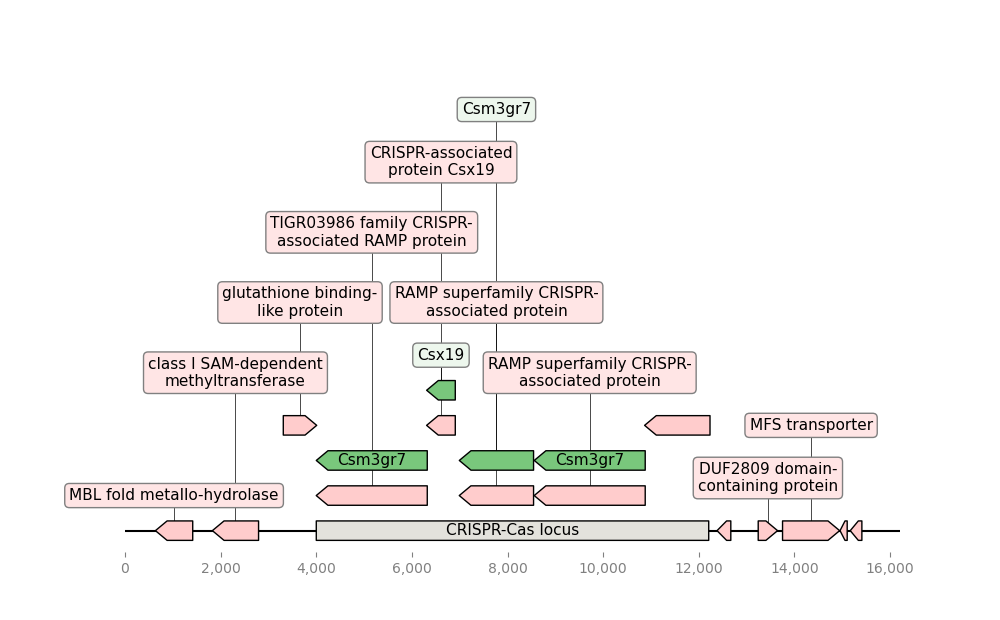 Csm3gr7
CRISPR-associated
protein Csx19
TIGR03986 family CRISPR-
associated RAMP protein
glutathione binding-
like protein
RAMP superfamily CRISPR-
associated protein
Csx19
class I SAM-dependent
methyltransferase
RAMP superfamily CRISPR-
associated protein
MFS transporter
Csm3gr7
Csm3gr7
DUF2809 domain-
containing protein
MBL fold metallo-hydrolase
CRISPR-Cas locus
0
2,000
4,000
6,000
8,000
10,000
12,000
14,000
16,000